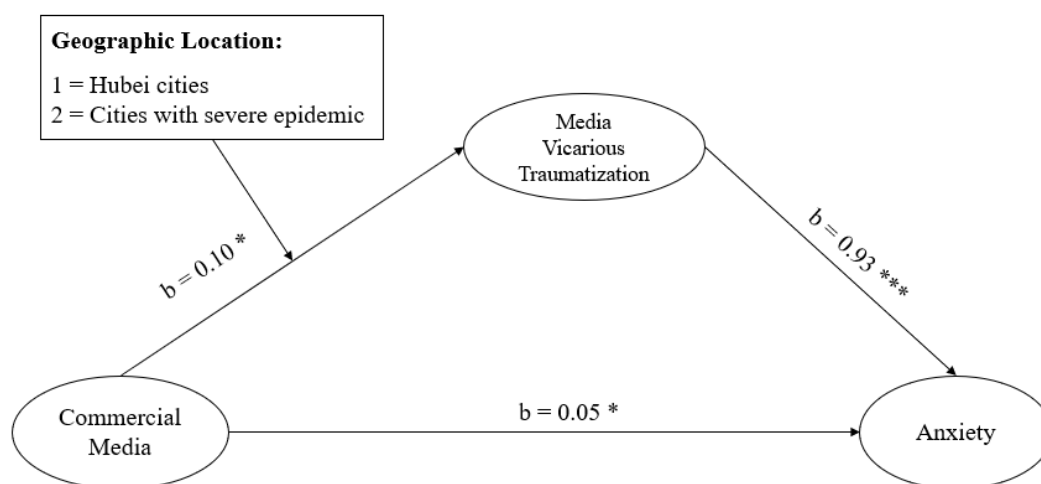 Geographic Location:
1 = Hubei cities
2 = Cities with severe epidemic
Media
Vicarious
Traumatization
b = 0.10 *
b = 0.93 ***
Commercial
Media
b = 0.05 *
Anxiety